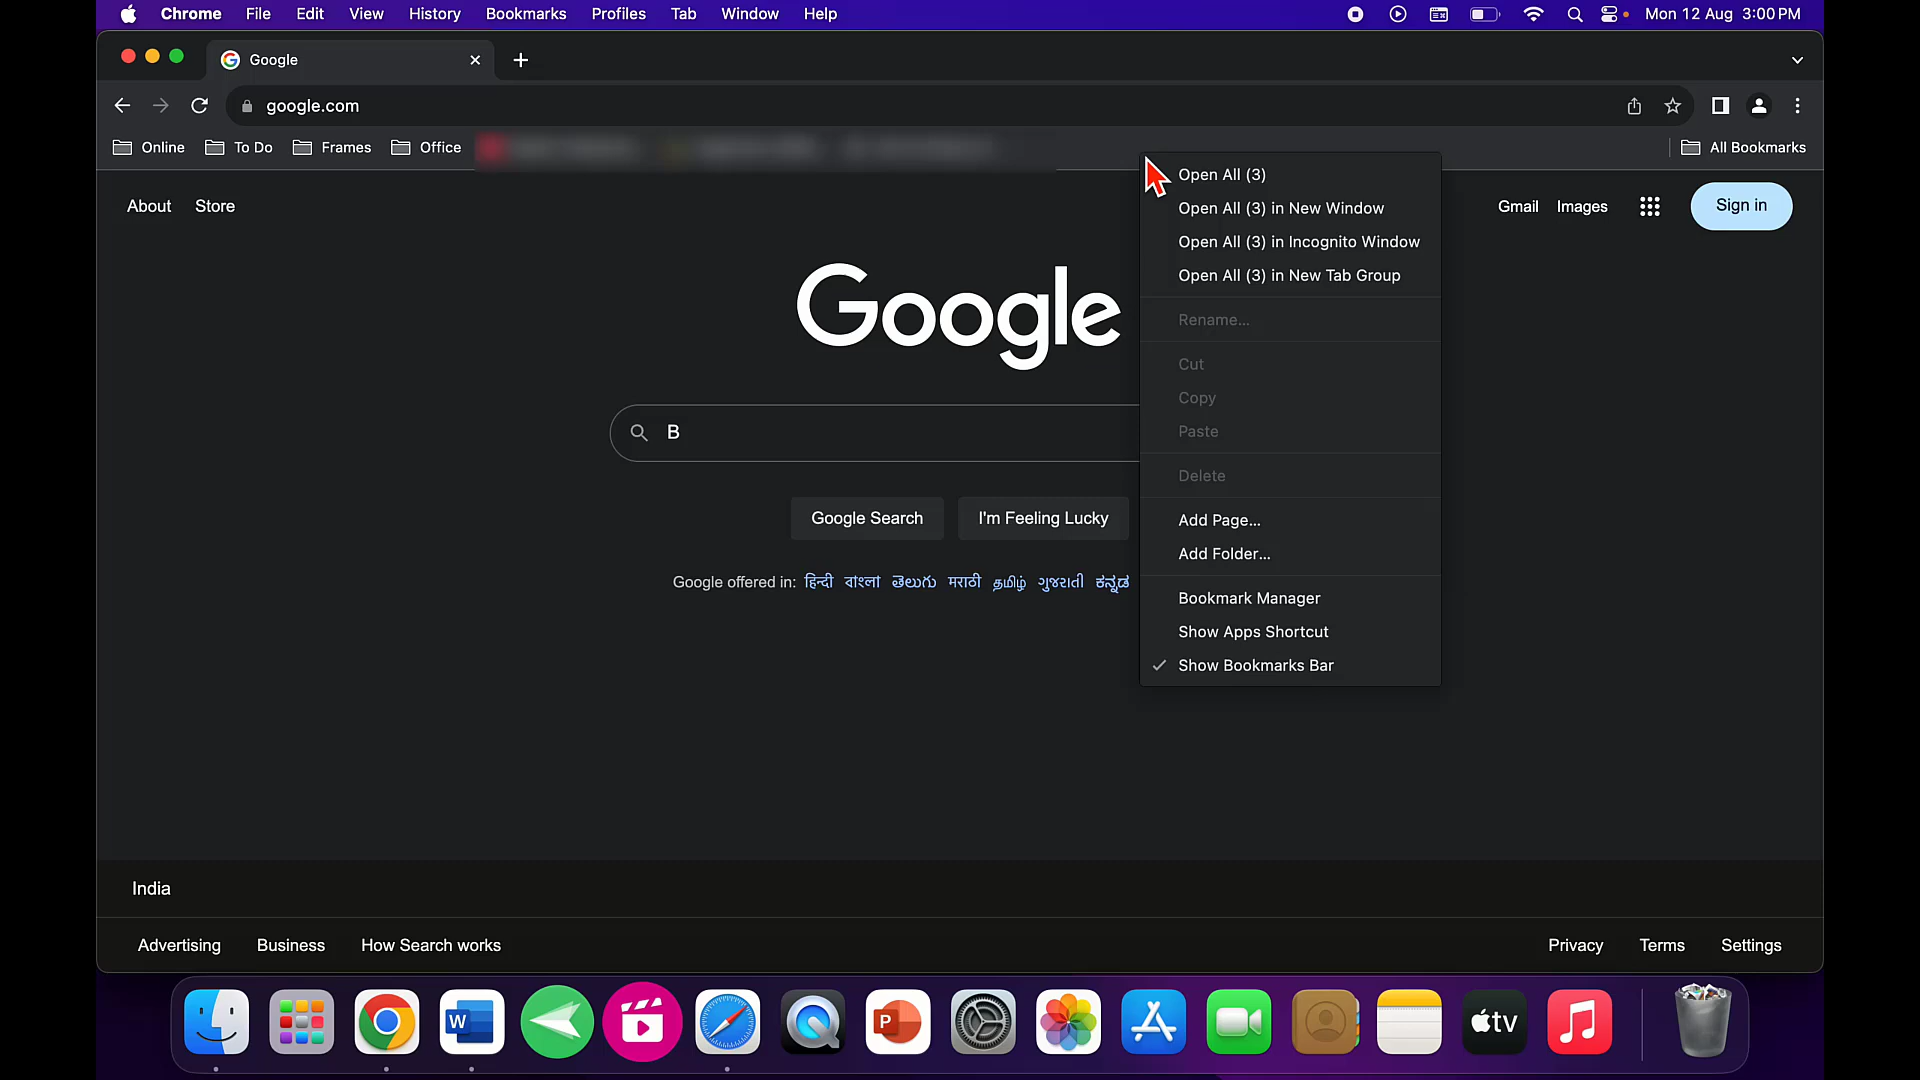 Chrome File Edit View History Bookmarks Profiles Tab Window Help Mon 12 Aug 3:00 PM
Google
google.com
Online To Do Frames Office All Bookmarks
About Store Gmail Images Sign in
Open All (3)
Open All (3) in New Window
Open All (3) in Incognito Window
Open All (3) in New Tab Group
Rename...
Cut
Copy
Paste
Delete
Add Page...
Add Folder...
Bookmark Manager
Show Apps Shortcut
Show Bookmarks Bar
Google
B
Google Search I'm Feeling Lucky
Google offered in: हिन्दी বাংলা తెలుగు मराठी தமிழ் ગુજરાતી ಕನ್ನಡ
India
Advertising Business How Search works Privacy Terms Settings
W P tv